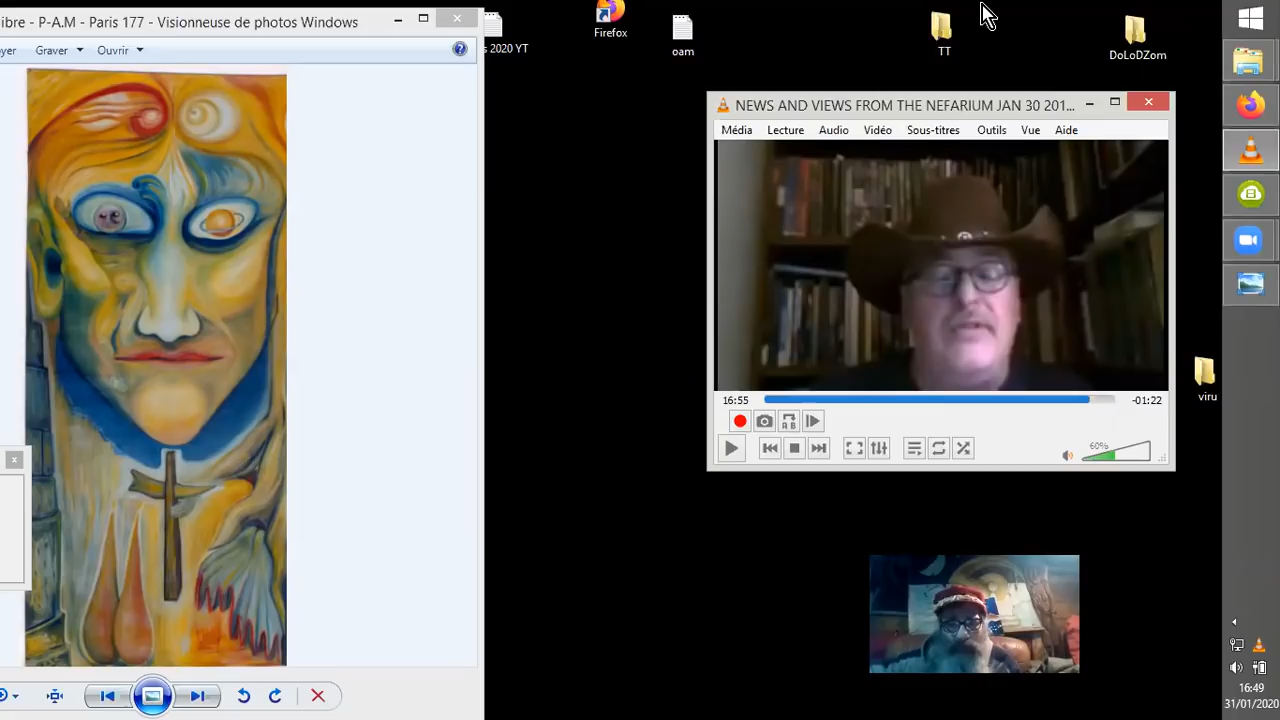 ibre - P-A-M - Paris 177 - Visionneuse de photos Windows
yer Graver Ouvrir
s 2020 YT
Firefox
oam
TT
DoLoDZom
NEWS AND VIEWS FROM THE NEFARIUM JAN 30 201...
Média Lecture Audio Vidéo Sous-titres Outils Vue Aide
16:55 -01:22
60%
viru
x
16:49
31/01/2020